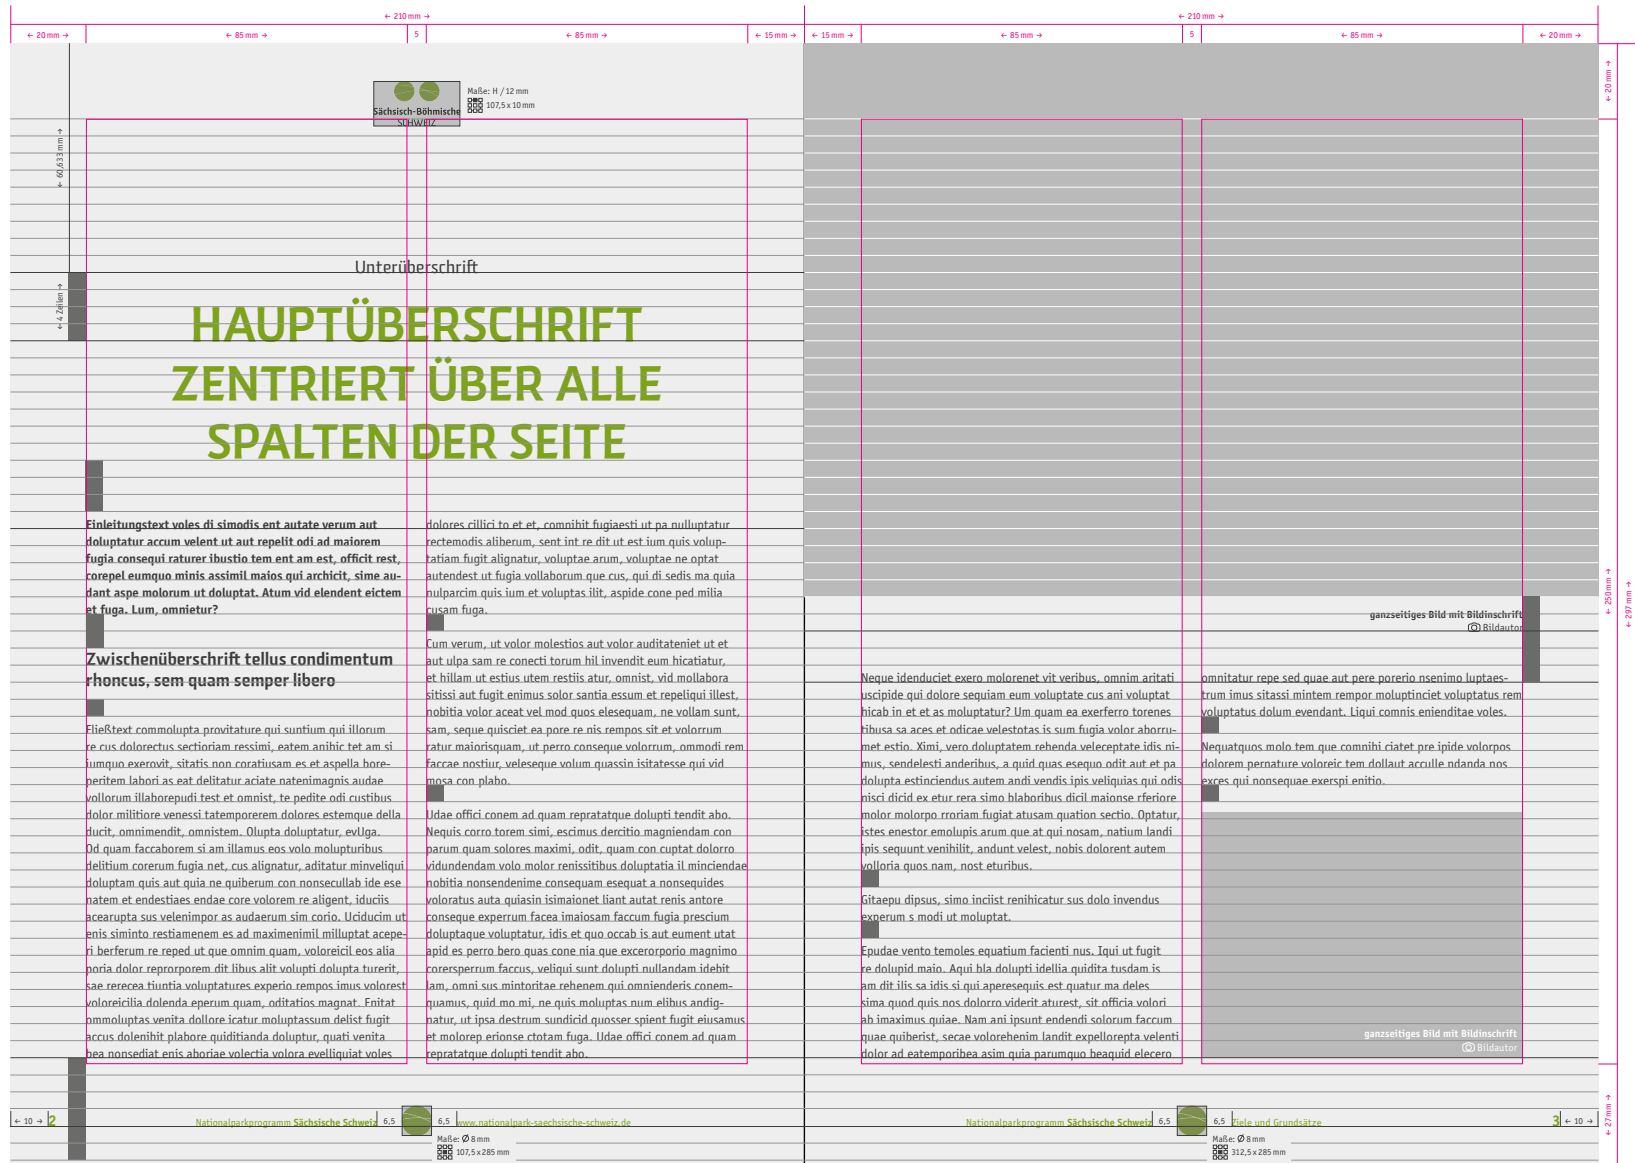 ← 210 mm →
← 210 mm →
← 20 mm →
← 85 mm →
5
← 85 mm →
← 15 mm →
← 15 mm →
← 85 mm →
5
← 85 mm →
← 20 mm →
← 20 mm →
Maße: H / 12 mm
107,5 x 10 mm
Sächsisch-Böhmische
SCHWEIZ
← 60,633 mm →
← 4 Zeilen →
Unterüberschrift
HAUPTÜBERSCHRIFT
ZENTRIERT ÜBER ALLE
SPALTEN DER SEITE
Einleitungstext voles di simodis ent autate verum aut
doluptatur accum velent ut aut repelit odi ad maiorem
fugia consequi raturer ibustio tem ent am est, officit rest,
corepel eumquo minis assimil maios qui archicit, sime au-
dant aspe molorum ut doluptat. Atum vid elendent eictem
et fuga. Lum, omnietur?
Zwischenüberschrift tellus condimentum
rhoncus, sem quam semper libero
Fließtext commolupta provitature qui suntium qui illorum
re cus dolorectus sectioriam ressimi, eatem anihic tet am si
iumquo exerovit, sitatis non coratiusam es et aspella bore-
peritem labori as eat delitatur aciate natenimagnis audae
vollorum illaborepudi test et omnist, te pedite odi custibus
dolor militiore venessi tatemporerem dolores estemque della
ducit, omnimendit, omnistem. Olupta doluptatur, evUga.
Od quam faccaborem si am illamus eos volo molupturibus
delitium corerum fugia net, cus alignatur, aditatur minveliqui
doluptam quis aut quia ne quiberum con nonsecullab ide ese
natem et endestiaes endae core volorem re aligent, iduciis
acearupta sus velenimpor as audaerum sim corio. Uciducim ut
enis siminto restiamenem es ad maximenimil milluptat acepe-
ri berferum re reped ut que omnim quam, voloreicil eos alia
poria dolor reprorporem dit libus alit volupti dolupta turerit,
sae rerecea tiuntia voluptatures experio rempos imus volorest
voloreicilia dolenda eperum quam, oditatios magnat. Enitat
ommoluptas venita dollore icatur moluptassum delist fugit
accus dolenihit plabore quiditianda doluptur, quati venita
bea nonsediat enis aboriae volectia volora evelliquiat voles
dolores cillici to et et, comnihit fugiaesti ut pa nulluptatur
rectemodis aliberum, sent int re dit ut est ium quis volup-
tatiam fugit alignatur, voluptae arum, voluptae ne optat
autendest ut fugia vollaborum que cus, qui di sedis ma quia
nulparcim quis ium et voluptas ilit, aspide cone ped milia
cusam fuga.
Cum verum, ut volor molestios aut volor auditateniet ut et
aut ulpa sam re conecti torum hil invendit eum hicatiatur,
et hillam ut estius utem restiis atur, omnist, vid mollabora
sitissi aut fugit enimus solor santia essum et repeliqui illest,
nobitia volor aceat vel mod quos elesequam, ne vollam sunt,
sam, seque quisciet ea pore re nis rempos sit et volorrum
ratur maiorisquam, ut perro conseque volorrum, ommodi rem
faccae nostiur, veleseque volum quassin isitatesse qui vid
mosa con plabo.
Udae offici conem ad quam repratatque dolupti tendit abo.
Nequis corro torem simi, escimus dercitio magniendam con
parum quam solores maximi, odit, quam con cuptat dolorro
vidundendam volo molor renissitibus doluptatia il minciendae
nobitia nonsendenime consequam esequat a nonsequides
voloratus auta quiasin isimaionet liant autat renis antore
conseque experrum facea imaiosam faccum fugia prescium
doluptaque voluptatur, idis et quo occab is aut eument utat
apid es perro bero quas cone nia que excerorporio magnimo
corersperrum faccus, veliqui sunt dolupti nullandam idebit
lam, omni sus mintoritae rehenem qui omnienderis conem-
quamus, quid mo mi, ne quis moluptas num elibus andig-
natur, ut ipsa destrum sundicid quosser spient fugit eiusamus
et molorep erionse ctotam fuga. Udae offici conem ad quam
repratatque dolupti tendit abo.
ganzseitiges Bild mit Bildinschrift
Bildautor
Neque idenduciet exero molorenet vit veribus, omnim aritati
uscipide qui dolore sequiam eum voluptate cus ani voluptat
hicab in et et as moluptatur? Um quam ea exerferro torenes
tibusa sa aces et odicae velestotas is sum fugia volor aborru-
met estio. Ximi, vero doluptatem rehenda veleceptate idis ni-
mus, sendelesti anderibus, a quid quas esequo odit aut et pa
dolupta estinciendus autem andi vendis ipis veliquias qui odis
nisci dicid ex etur rera simo blaboribus dicil maionse rferiore
molor molorpo rroriam fugiat atusam quation sectio. Optatur,
istes enestor emolupis arum que at qui nosam, natium landi
ipis sequunt venihilit, andunt velest, nobis dolorent autem
volloria quos nam, nost eturibus.
Gitaepu dipsus, simo inciist renihicatur sus dolo invendus
experum s modi ut moluptat.
Epudae vento temoles equatium facienti nus. Iqui ut fugit
re dolupid maio. Aqui bla dolupti idellia quidita tusdam is
am dit ilis sa idis si qui aperesequis est quatur ma deles
sima quod quis nos dolorro viderit aturest, sit officia volori
ab imaximus quiae. Nam ani ipsunt endendi solorum faccum
quae quiberist, secae volorehenim landit expellorepta velenti
dolor ad eatemporibea asim quia parumquo beaquid elecero
omnitatur repe sed quae aut pere porerio nsenimo luptaes-
trum imus sitassi mintem rempor moluptinciet voluptatus rem
voluptatus dolum evendant. Liqui comnis enienditae voles.
Nequatquos molo tem que comnihi ciatet pre ipide volorpos
dolorem pernature voloreic tem dollaut acculle ndanda nos
exces qui nonsequae exerspi enitio.
ganzseitiges Bild mit Bildinschrift
Bildautor
← 250 mm →
← 297 mm →
← 27 mm →
← 10 →
2
Nationalparkprogramm Sächsische Schweiz
6,5
6,5
www.nationalpark-saechsische-schweiz.de
Maße: Ø 8 mm
107,5 x 285 mm
Nationalparkprogramm Sächsische Schweiz
6,5
6,5
Ziele und Grundsätze
3
← 10 →
Maße: Ø 8 mm
312,5 x 285 mm